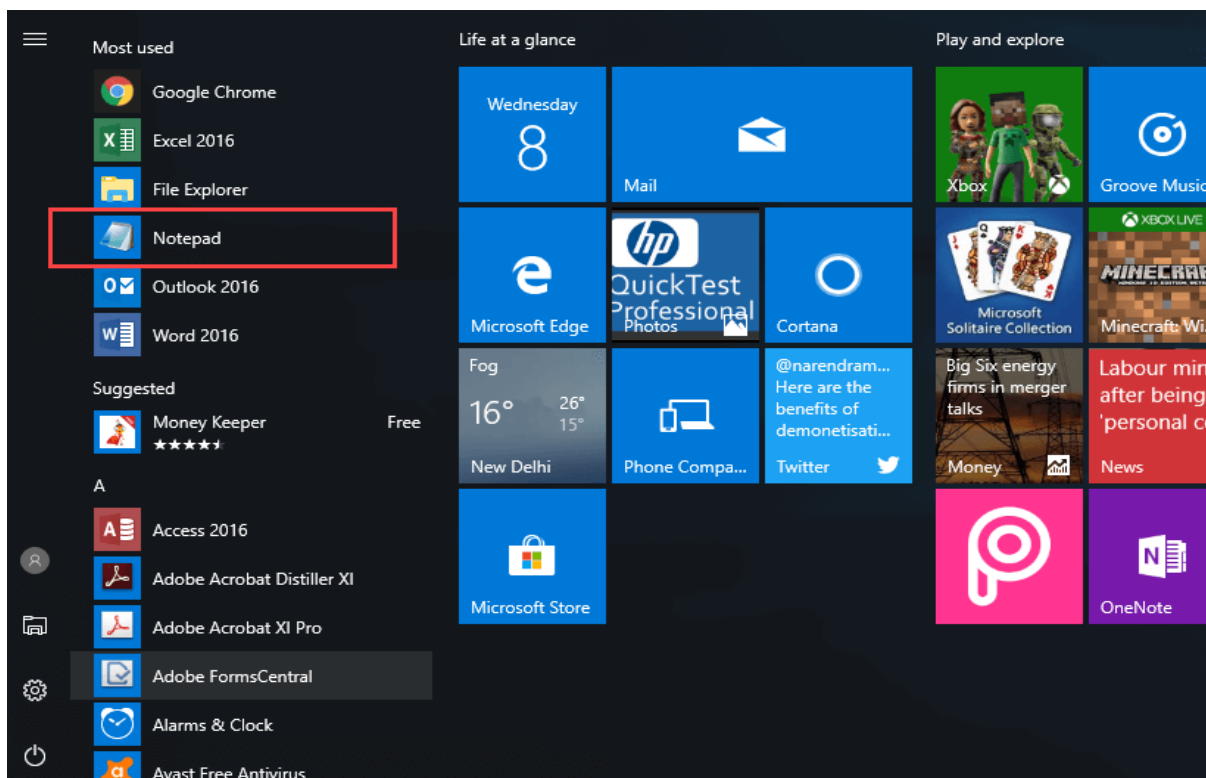 Most used
Google Chrome
Excel 2016
File Explorer
Notepad
Outlook 2016
Word 2016
Suggested
Money Keeper
Free
A
Access 2016
Adobe Acrobat Distiller XI
Adobe Acrobat XI Pro
Adobe FormsCentral
Alarms & Clock
Avast Free Antivirus
Life at a glance
Wednesday
8
Mail
Microsoft Edge
hp
QuickTest
Professional
Photos
Cortana
Fog
16°
26°
15°
New Delhi
Phone Compa...
@narendram...
Here are the
benefits of
demonetisati...
Twitter
Microsoft Store
Play and explore
Xbox
Groove Music
Microsoft
Solitaire Collection
XBOX LIVE
MINECRAF
Minecraft: Wi.
Big Six energy
firms in merger
talks
Money
Labour min
after being
'personal co
News
OneNote